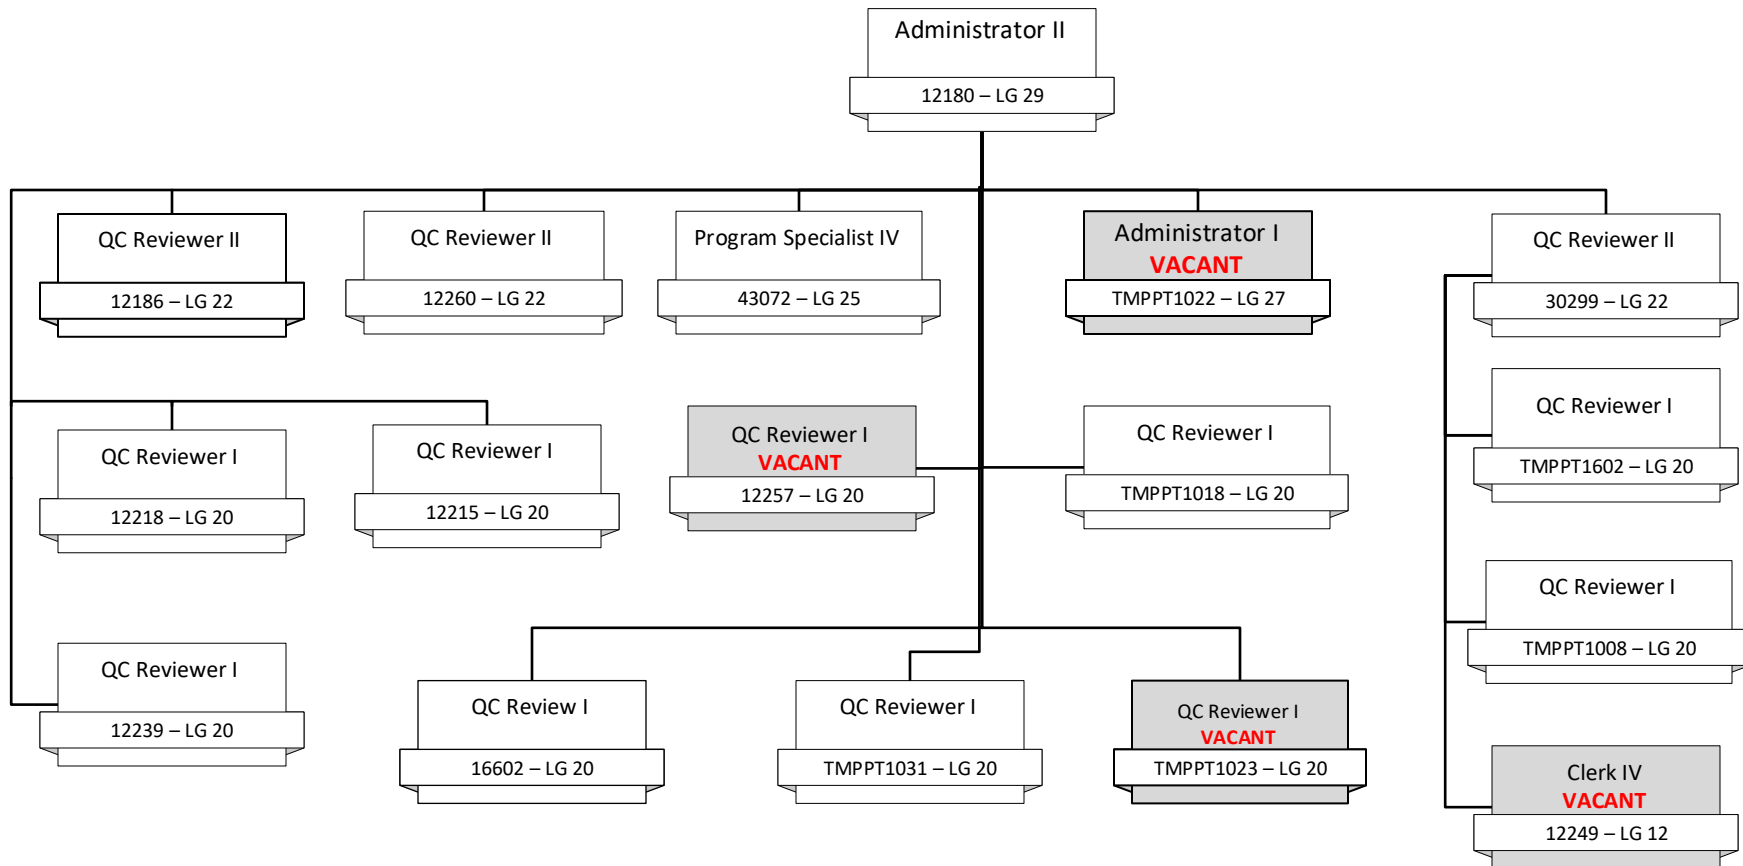 Administrator II
12180 – LG 29
QC Reviewer II
12186 – LG 22
QC Reviewer II
12260 – LG 22
Program Specialist IV
43072 – LG 25
Administrator I
VACANT
TMPPT1022 – LG 27
QC Reviewer II
30299 – LG 22
QC Reviewer I
12218 – LG 20
QC Reviewer I
12215 – LG 20
QC Reviewer I
VACANT
12257 – LG 20
QC Reviewer I
TMPPT1018 – LG 20
QC Reviewer I
TMPPT1602 – LG 20
QC Reviewer I
TMPPT1008 – LG 20
QC Reviewer I
12239 – LG 20
QC Review I
16602 – LG 20
QC Reviewer I
TMPPT1031 – LG 20
QC Reviewer I
VACANT
TMPPT1023 – LG 20
Clerk IV
VACANT
12249 – LG 12